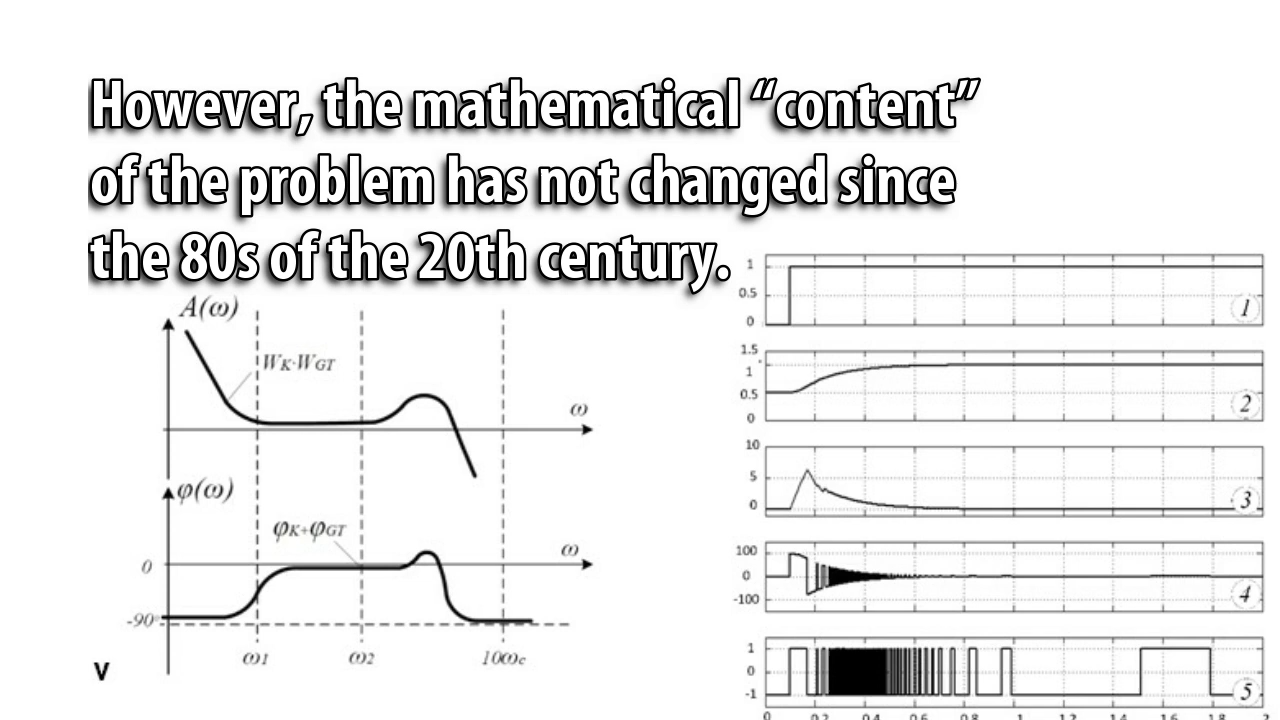 However, the mathematical “content”
of the problem has not changed since
the 80s of the 20th century.
A(ω)
WK·WGT
ω
φ(ω)
φK+φGT
ω
0
-90°
ω1 ω2 10ωc
V
1
0.5
0
1
1.5
1
0.5
0
2
10
5
0
3
100
0
-100
4
1
0
-1
5
0 0.2 0.4 0.6 0.8 1 1.2 1.4 1.6 1.8 2